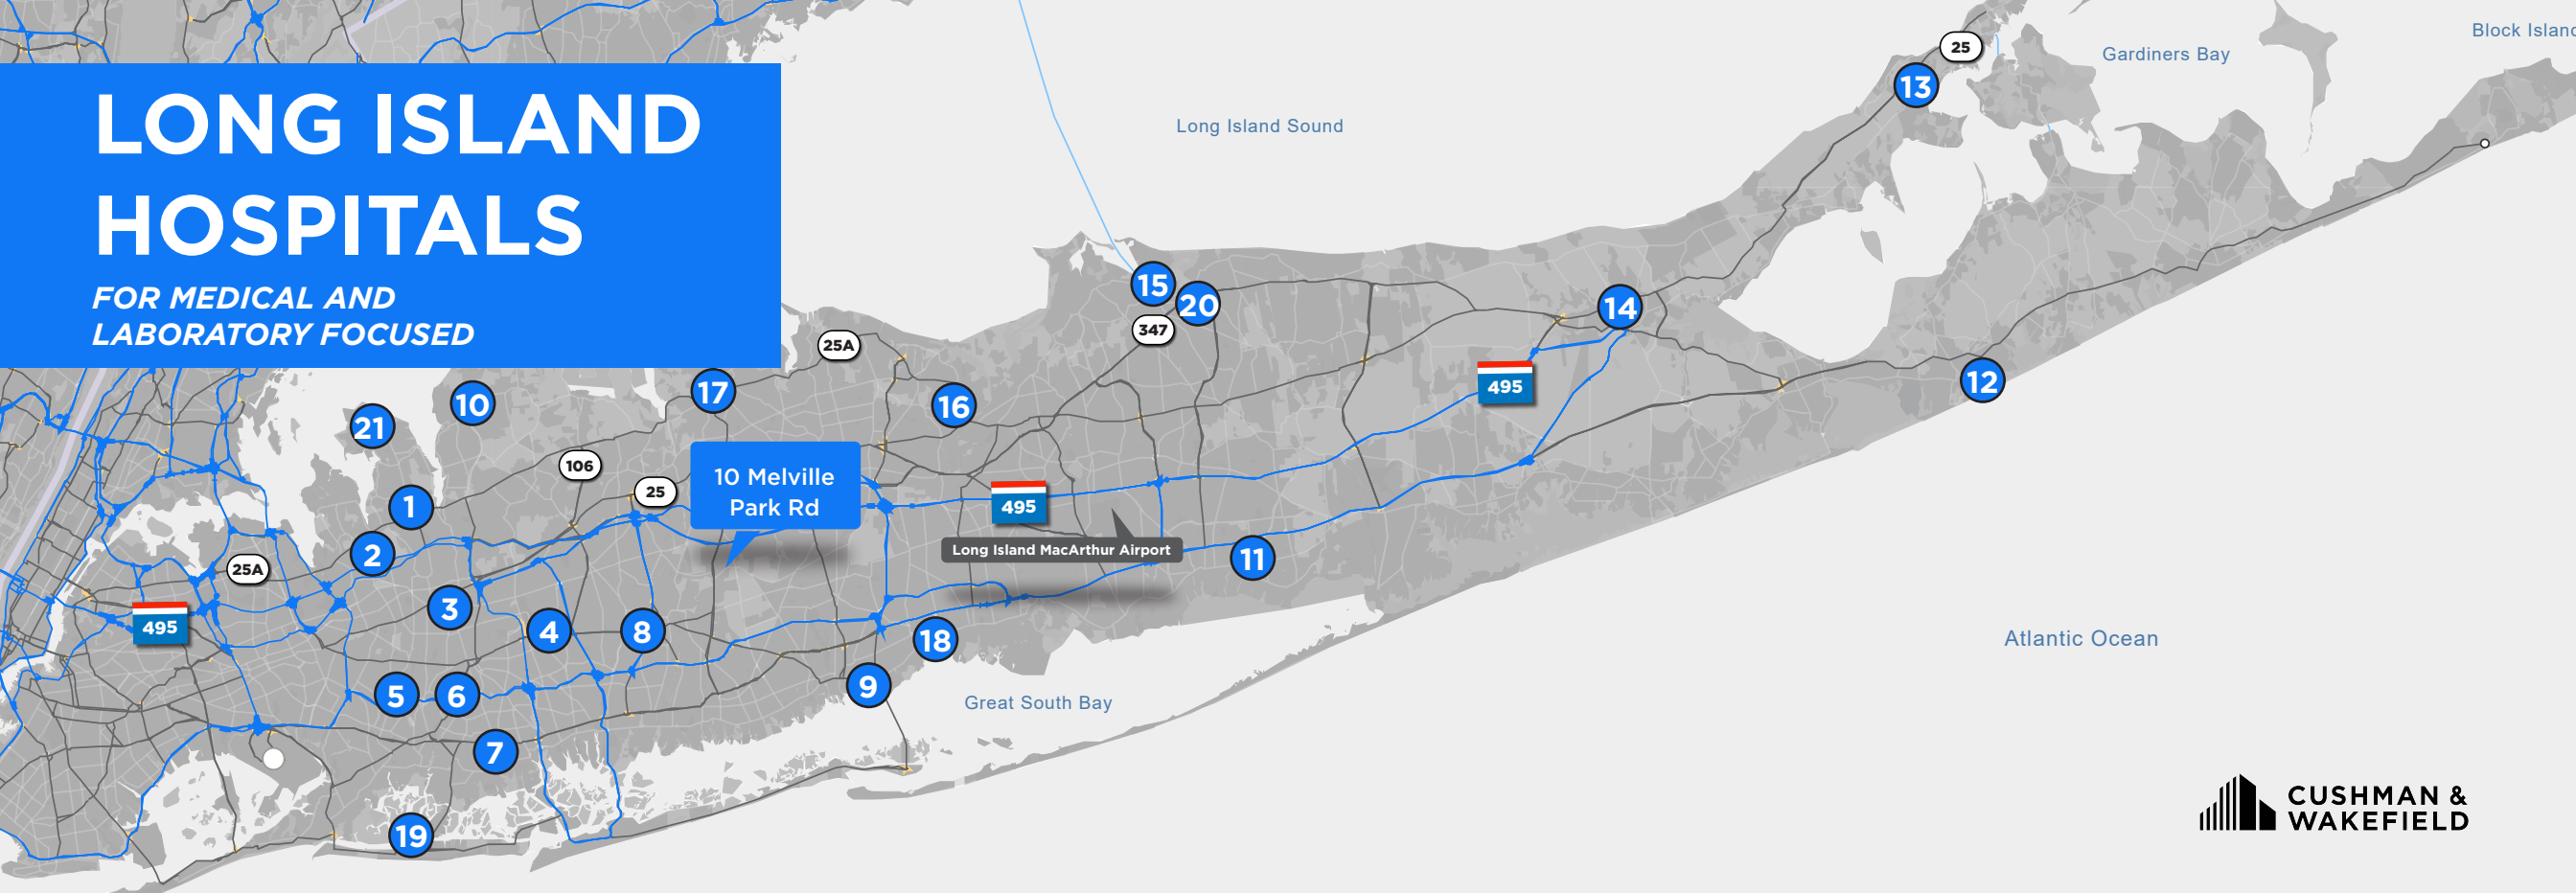 LONG ISLAND
HOSPITALS
FOR MEDICAL AND
LABORATORY FOCUSED
Block Island
Gardiners Bay
25
13
Long Island Sound
15
20
347
14
25A
495
12
17
10
16
21
106
25
10 Melville
Park Rd
1
495
Long Island MacArthur Airport
2
11
25A
3
495
4
8
18
Atlantic Ocean
9
5
6
Great South Bay
7
19
CUSHMAN &
WAKEFIELD